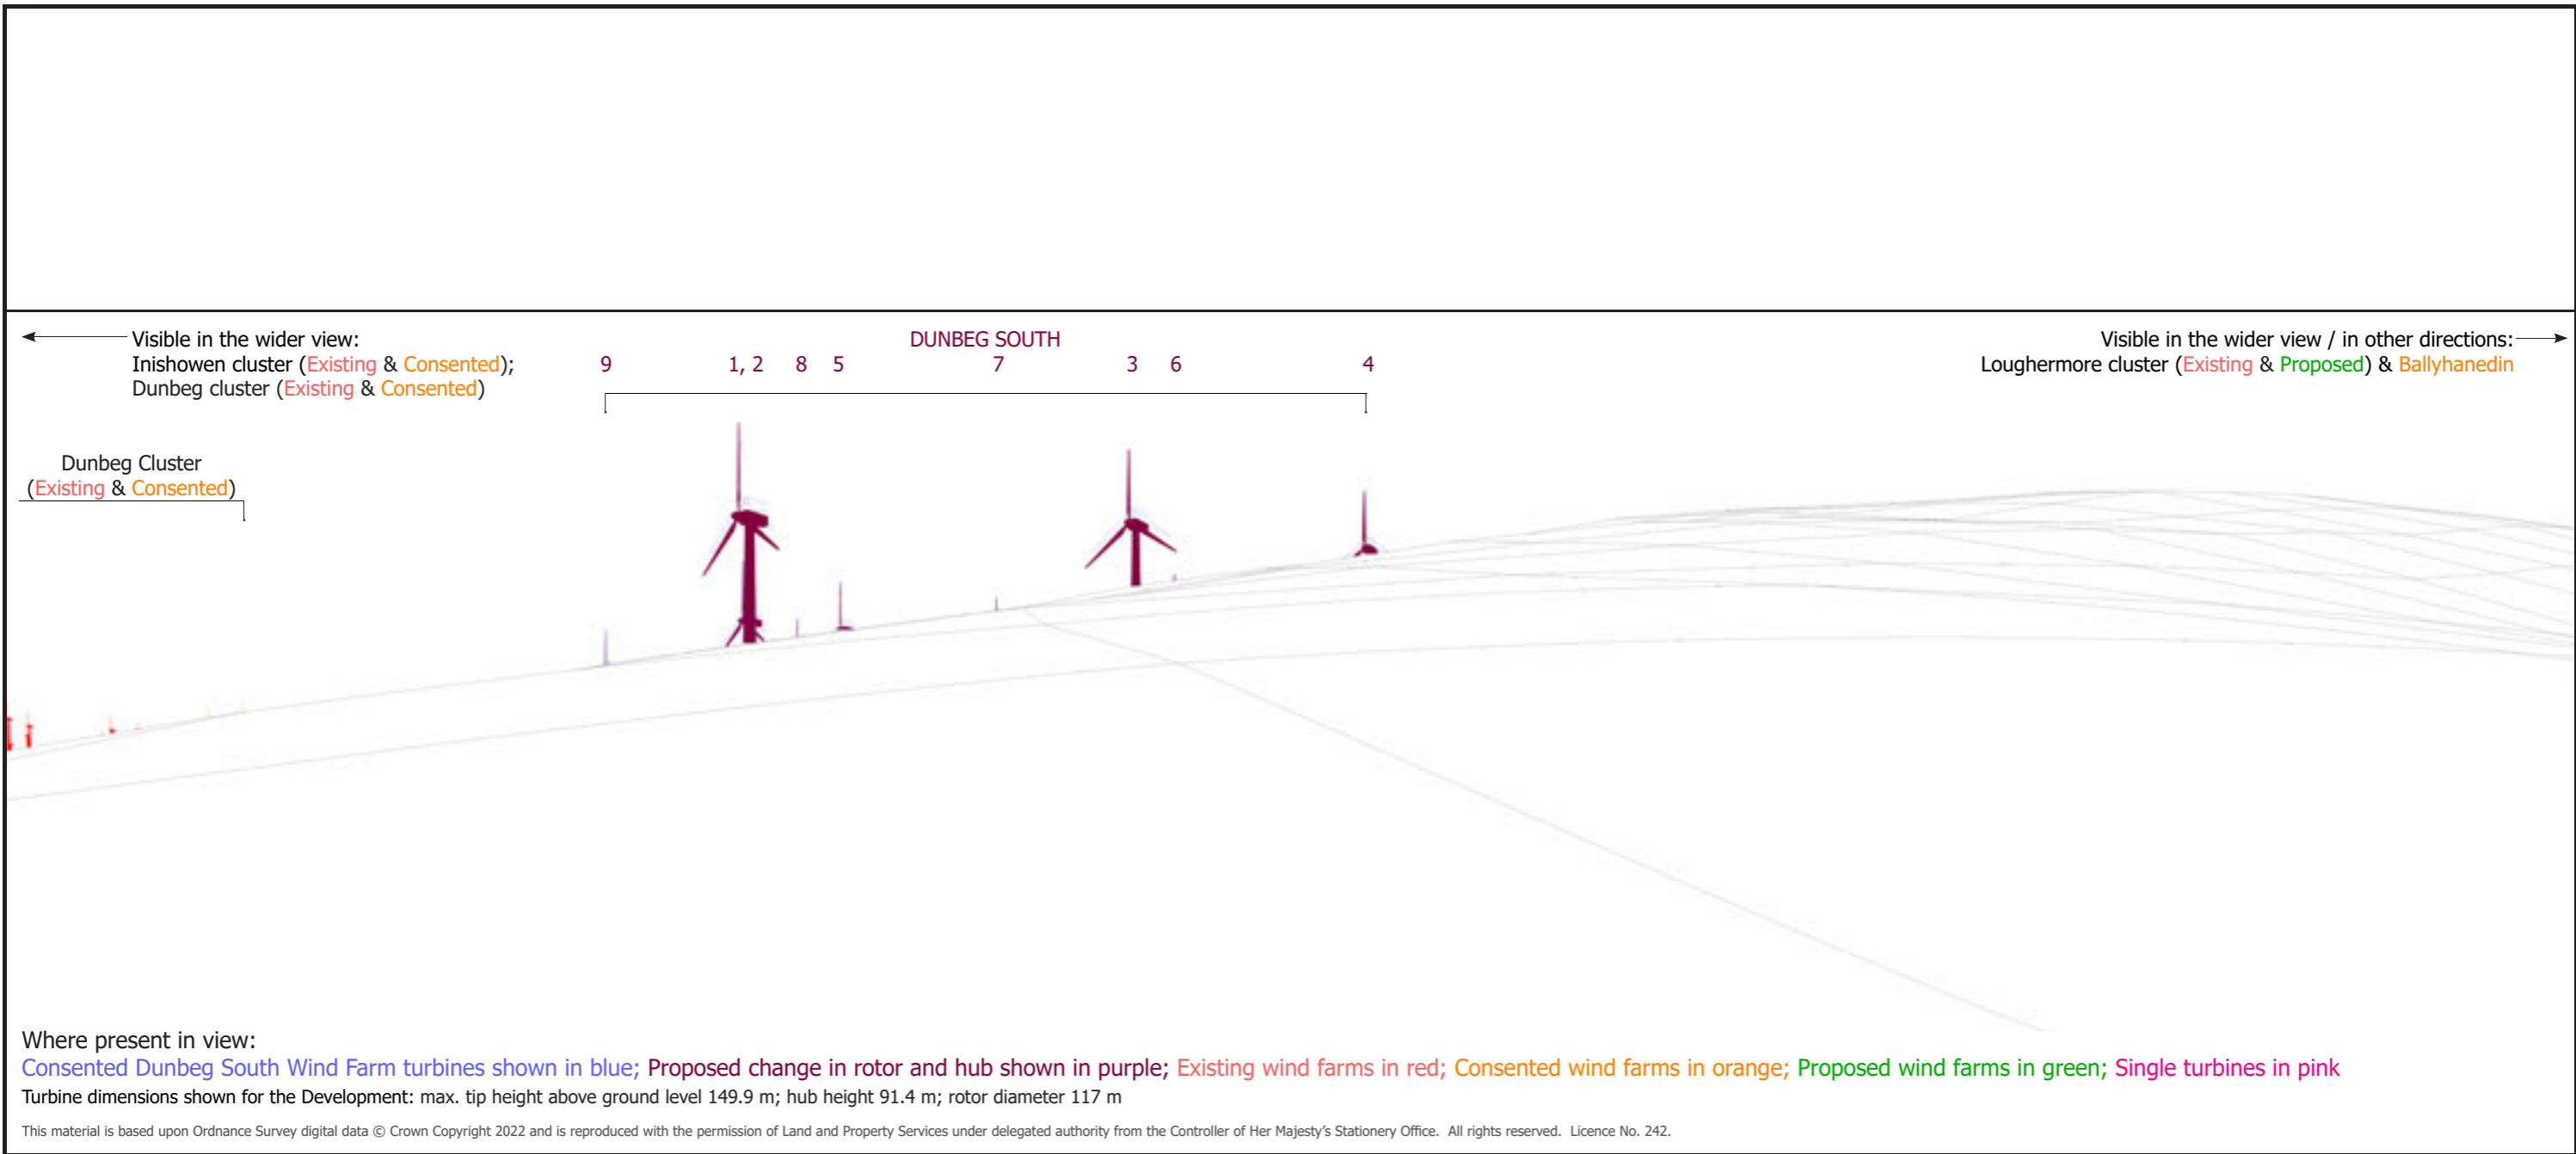 Visible in the wider view:
Inishowen cluster (Existing & Consented);
Dunbeg cluster (Existing & Consented)
DUNBEG SOUTH
9 1, 2 8 5 7 3 6 4
Visible in the wider view / in other directions:
Loughermore cluster (Existing & Proposed) & Ballyhanedin
Dunbeg Cluster
(Existing & Consented)
Where present in view:
Consented Dunbeg South Wind Farm turbines shown in blue; Proposed change in rotor and hub shown in purple; Existing wind farms in red; Consented wind farms in orange; Proposed wind farms in green; Single turbines in pink
Turbine dimensions shown for the Development: max. tip height above ground level 149.9 m; hub height 91.4 m; rotor diameter 117 m
This material is based upon Ordnance Survey digital data © Crown Copyright 2022 and is reproduced with the permission of Land and Property Services under delegated authority from the Controller of Her Majesty's Stationery Office. All rights reserved. Licence No. 242.